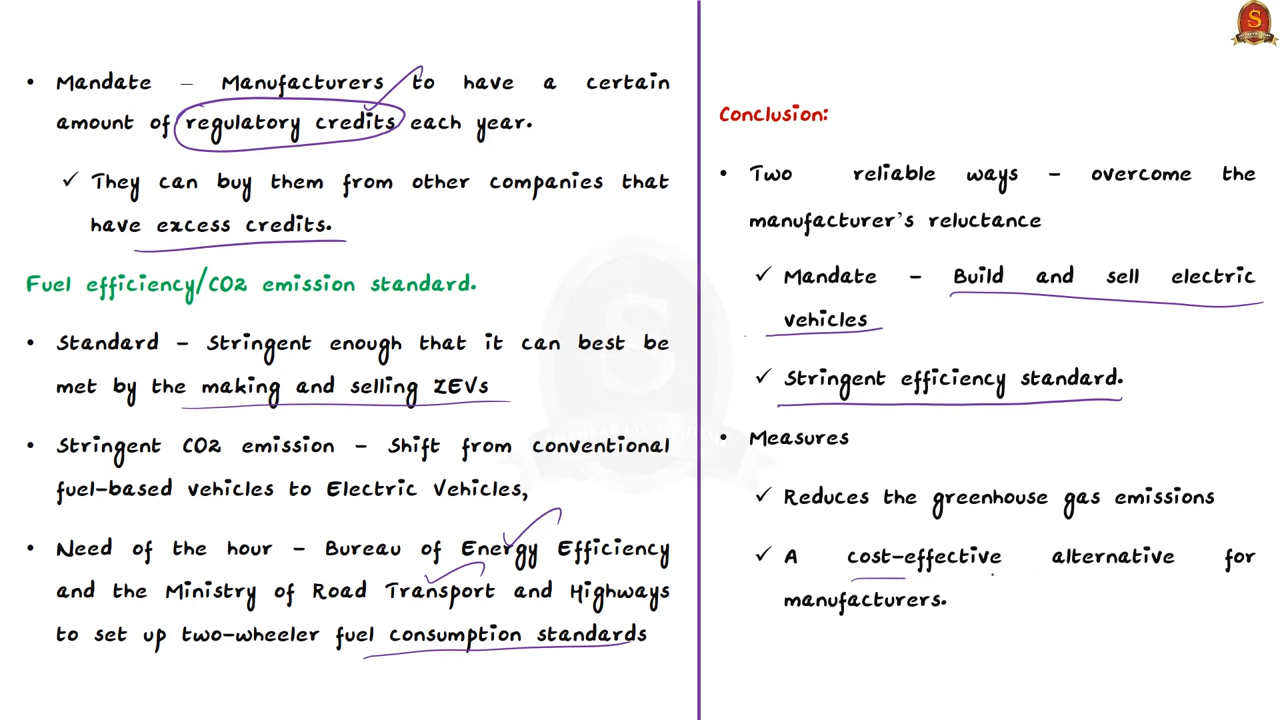 • Mandate – Manufacturers to have a certain
amount of regulatory credits each year.
✓ They can buy them from other companies that
have excess credits.
Fuel efficiency/CO2 emission standard.
• Standard – Stringent enough that it can best be
met by the making and selling ZEVs
• Stringent CO2 emission – Shift from conventional
fuel-based vehicles to Electric Vehicles,
• Need of the hour – Bureau of Energy Efficiency
and the Ministry of Road Transport and Highways
to set up two-wheeler fuel consumption standards
Conclusion:
• Two reliable ways – overcome the
manufacturer's reluctance
✓ Mandate – Build and sell electric
vehicles
✓ Stringent efficiency standard.
• Measures
✓ Reduces the greenhouse gas emissions
✓ A cost-effective alternative for
manufacturers.
S